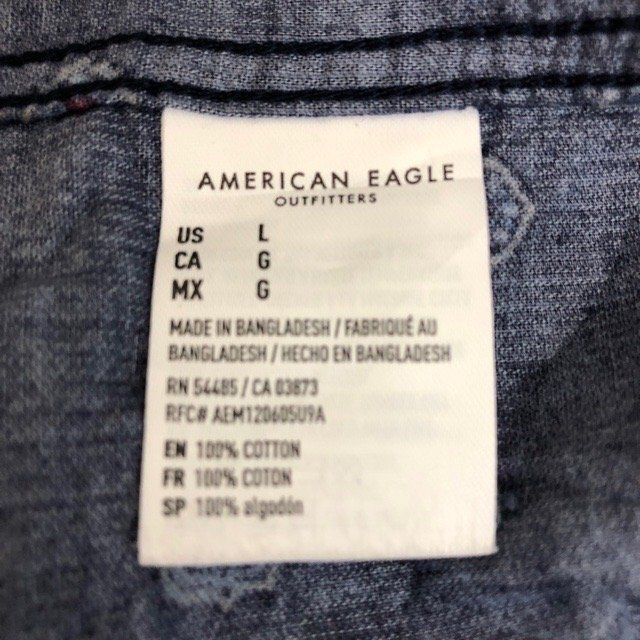 AMERICAN EAGLE
OUTFITTERS
US L
CA G
MX G
MADE IN BANGLADESH / FABRIQUÉ AU
BANGLADESH / HECHO EN BANGLADESH
RN 54485 / CA 03873
RFC# AEM120605U9A
EN 100% COTTON
FR 100% COTON
SP 100% algodón